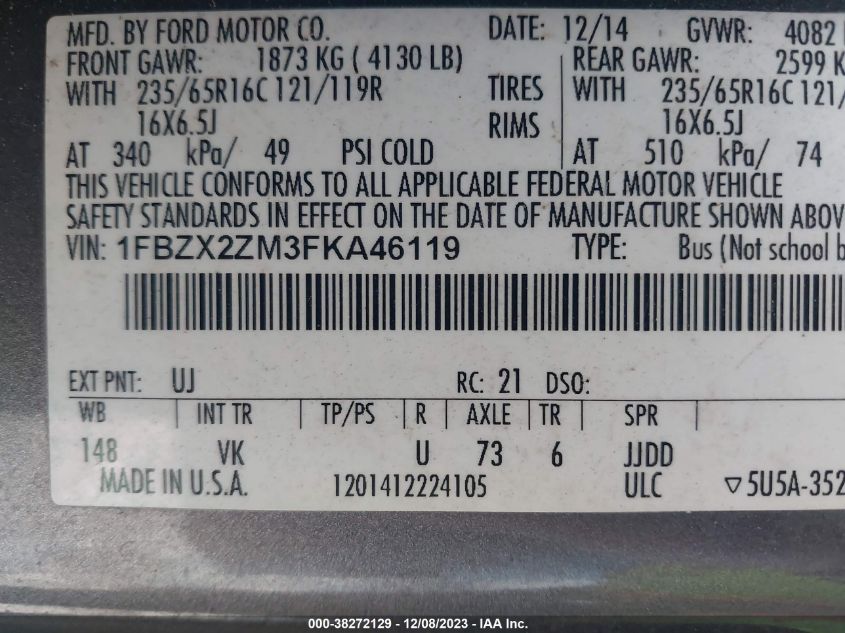 MFD. BY FORD MOTOR CO. DATE: 12/14 GVWR: 4082
FRONT GAWR: 1873 KG ( 4130 LB) REAR GAWR: 2599 K
WITH 235/65R16C 121/119R TIRES WITH 235/65R16C 121/
16X6.5J RIMS 16X6.5J
AT 340 kPa/ 49 PSI COLD AT 510 kPa/ 74
THIS VEHICLE CONFORMS TO ALL APPLICABLE FEDERAL MOTOR VEHICLE
SAFETY STANDARDS IN EFFECT ON THE DATE OF MANUFACTURE SHOWN ABOV
VIN: 1FBZX2ZM3FKA46119 TYPE: Bus (Not school b
EXT PNT: UJ RC: 21 DSO:
WB INT TR TP/PS R AXLE TR SPR
148 VK U 73 6 JJDD
MADE IN U.S.A. 1201412224105 ULC ▽5U5A-352
000-38272129 - 12/08/2023 - IAA Inc.